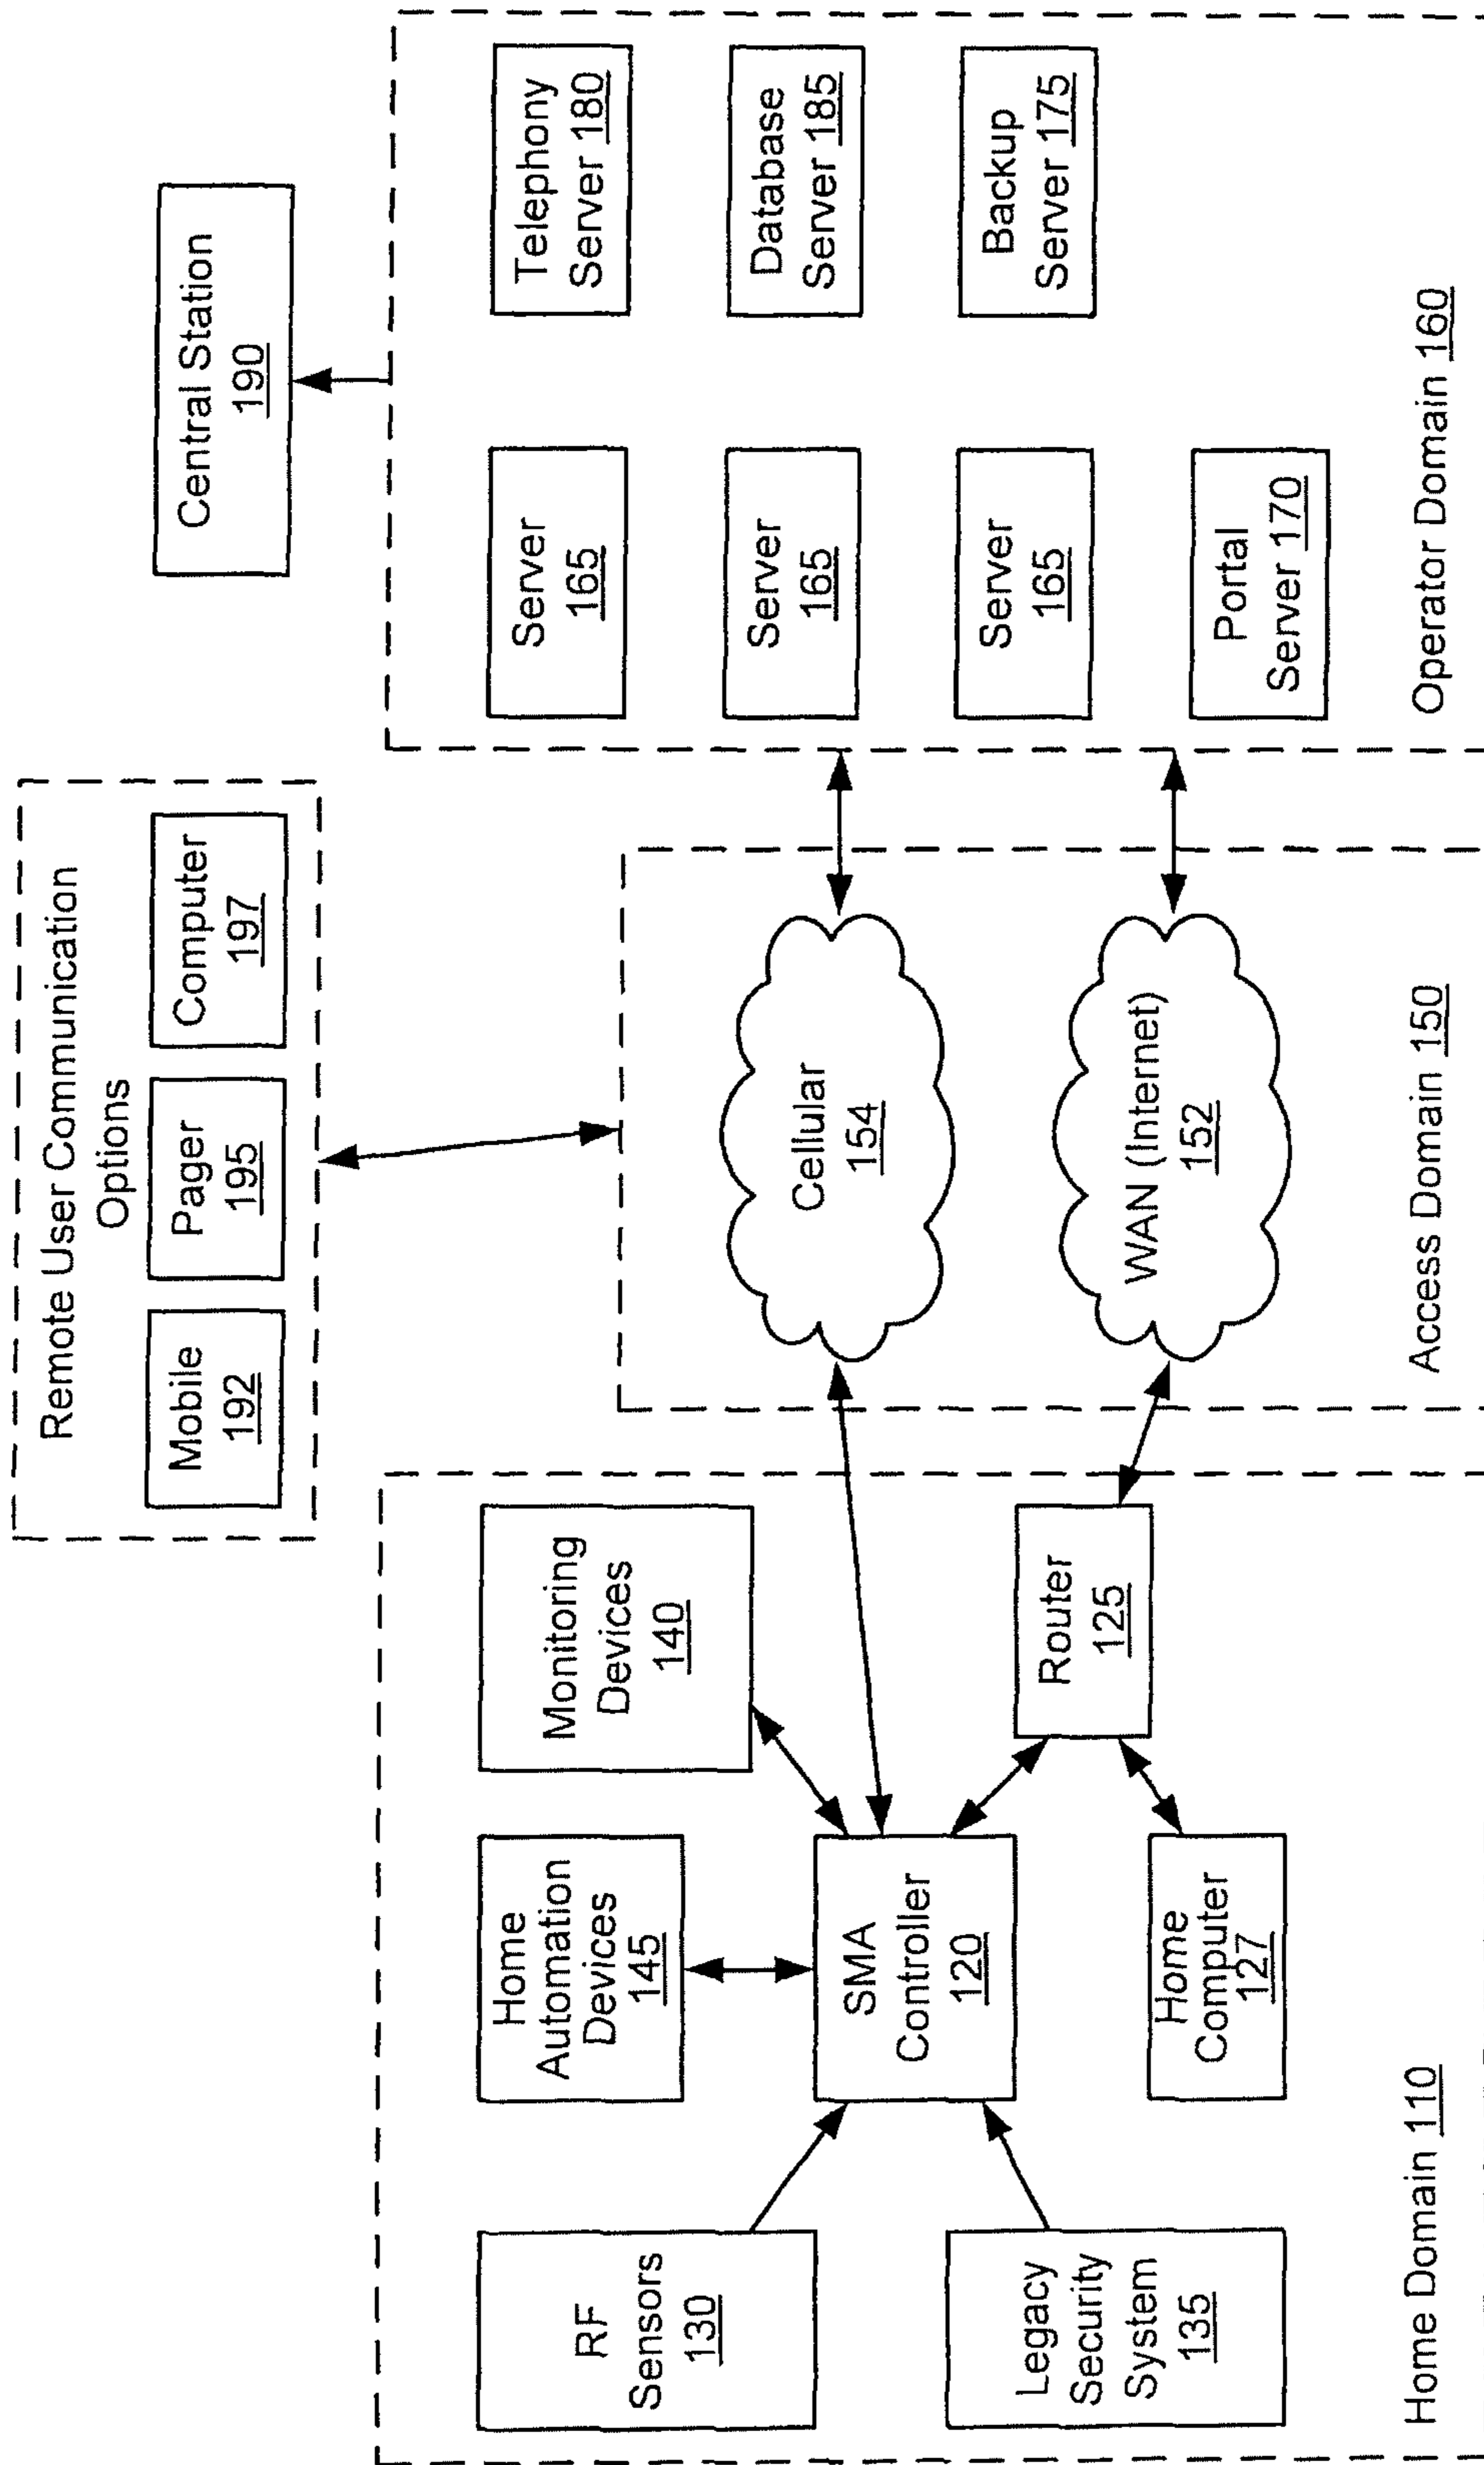 Remote User Communication
Options
Mobile
192
Pager
195
Computer
197
Central Station
190
RF
Sensors
130
Legacy
Security
System
135
Home
Automation
Devices
145
SMA
Controller
120
Home
Computer
127
Monitoring
Devices
140
Router
125
Home Domain 110
Cellular
154
WAN (Internet)
152
Access Domain 150
Server
165
Server
165
Server
165
Portal
Server 170
Telephony
Server 180
Database
Server 185
Backup
Server 175
Operator Domain 160